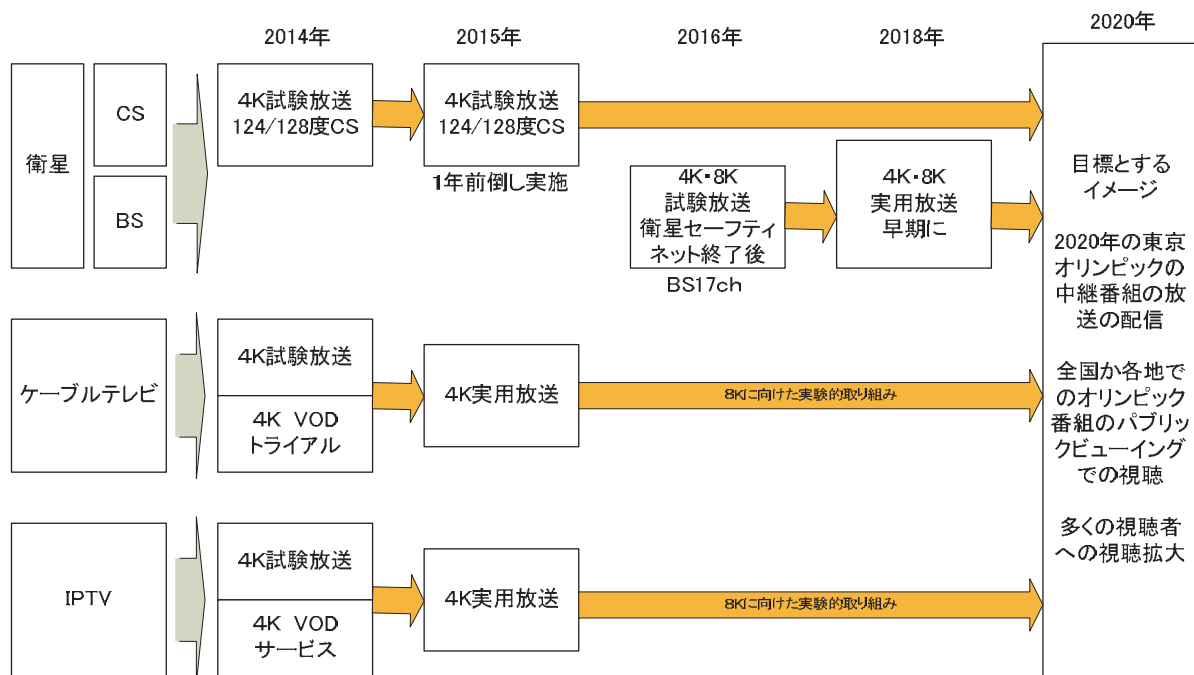 2014年
2015年
2016年
2018年
2020年
衛星
CS
BS
4K試験放送
124/128度CS
4K試験放送
124/128度CS
1年前倒し実施
4K・8K
試験放送
衛星セーフティ
ネット終了後
BS17ch
4K・8K
実用放送
早期に
ケーブルテレビ
4K試験放送
4K VOD
トライアル
4K実用放送
8Kに向けた実験的取り組み
IPTV
4K試験放送
4K VOD
サービス
4K実用放送
8Kに向けた実験的取り組み
目標とする
イメージ
2020年の東京
オリンピックの
中継番組の放
送の配信
全国か各地で
のオリンピック
番組のパブリッ
クビューイング
での視聴
多くの視聴者
への視聴拡大